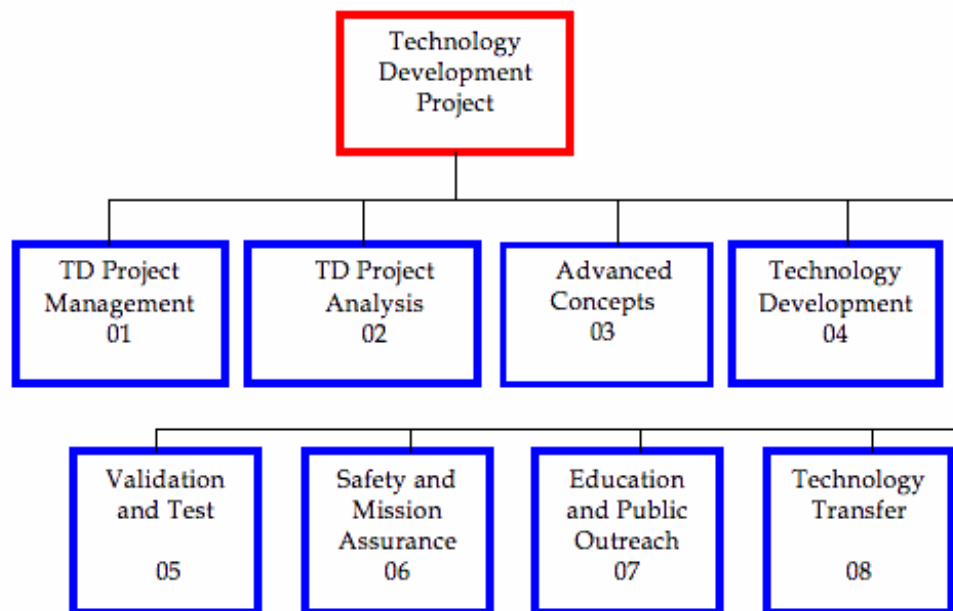 Technology
Development
Project
TD Project
Management
01
TD Project
Analysis
02
Advanced
Concepts
03
Technology
Development
04
Validation
and Test
05
Safety and
Mission
Assurance
06
Education
and Public
Outreach
07
Technology
Transfer
08